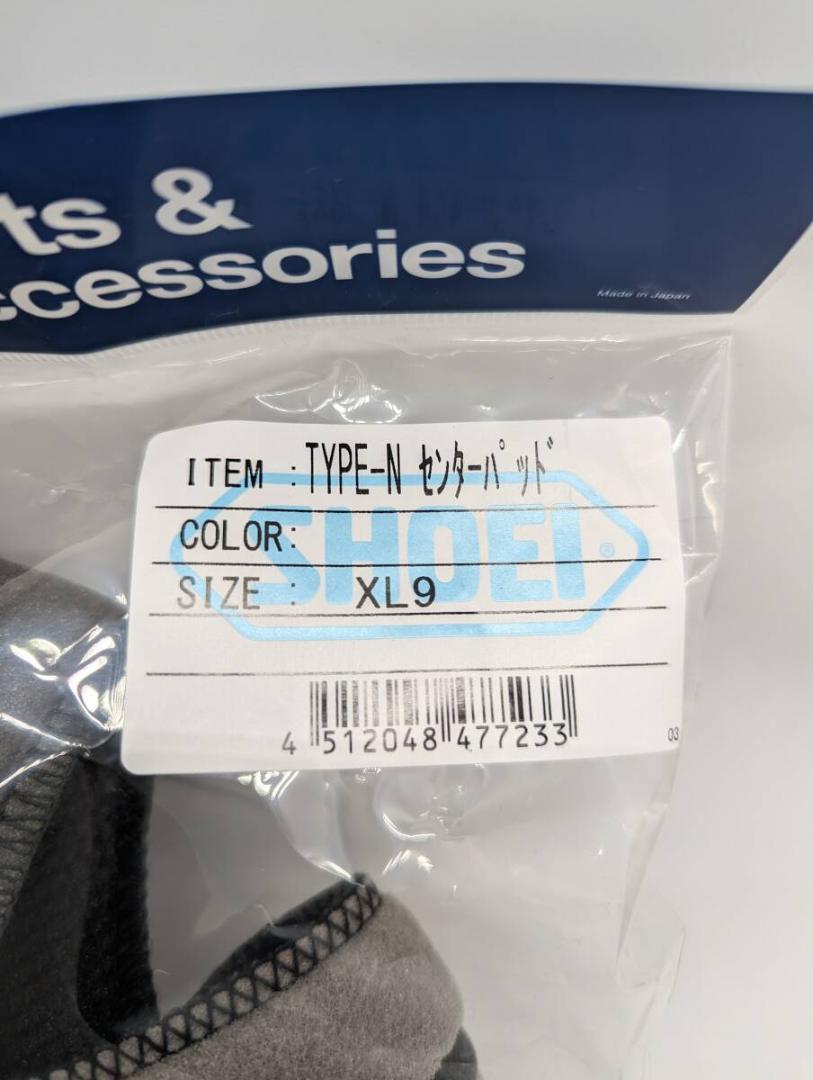 ts &
ccessories
Made in Japan
ITEM : TYPE-N ｾﾝﾀｰﾊﾟｯﾄﾞ
COLOR:
SHOEI®
SIZE : XL9
4 512048 477233
03